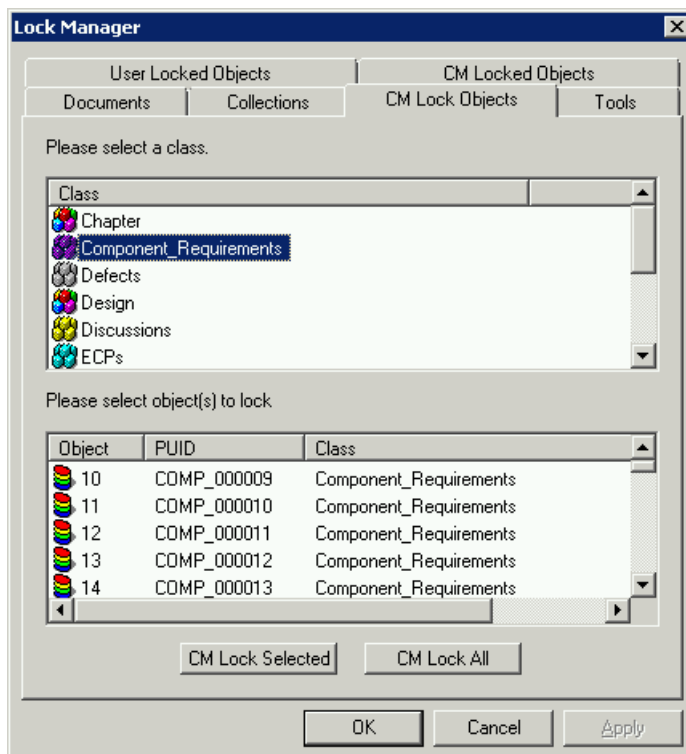 Lock Manager
User Locked Objects CM Locked Objects
Documents Collections CM Lock Objects Tools
Please select a class.
Class
Chapter
Component_Requirements
Defects
Design
Discussions
ECPs
Please select object(s) to lock
Object PUID Class
10 COMP_000009 Component_Requirements
11 COMP_000010 Component_Requirements
12 COMP_000011 Component_Requirements
13 COMP_000012 Component_Requirements
14 COMP_000013 Component_Requirements
CM Lock Selected CM Lock All
OK Cancel Apply